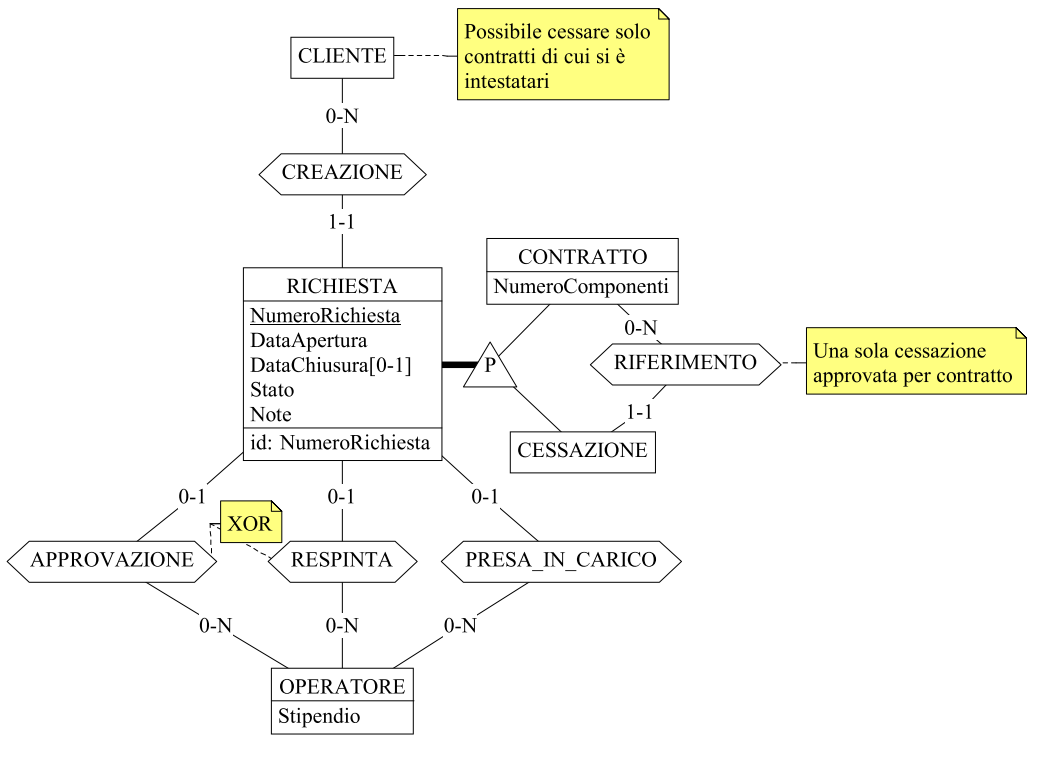 Possibile cessare solo
contratti di cui si è
intestatari
CLIENTE
0-N
CREAZIONE
1-1
CONTRATTO
NumeroComponenti
RICHIESTA
NumeroRichiesta
DataApertura
DataChiusura[0-1]
Stato
Note
id: NumeroRichiesta
P
0-N
RIFERIMENTO
Una sola cessazione
approvata per contratto
1-1
CESSAZIONE
0-1
0-1
0-1
XOR
APPROVAZIONE
RESPINTA
PRESA_IN_CARICO
0-N
0-N
0-N
OPERATORE
Stipendio